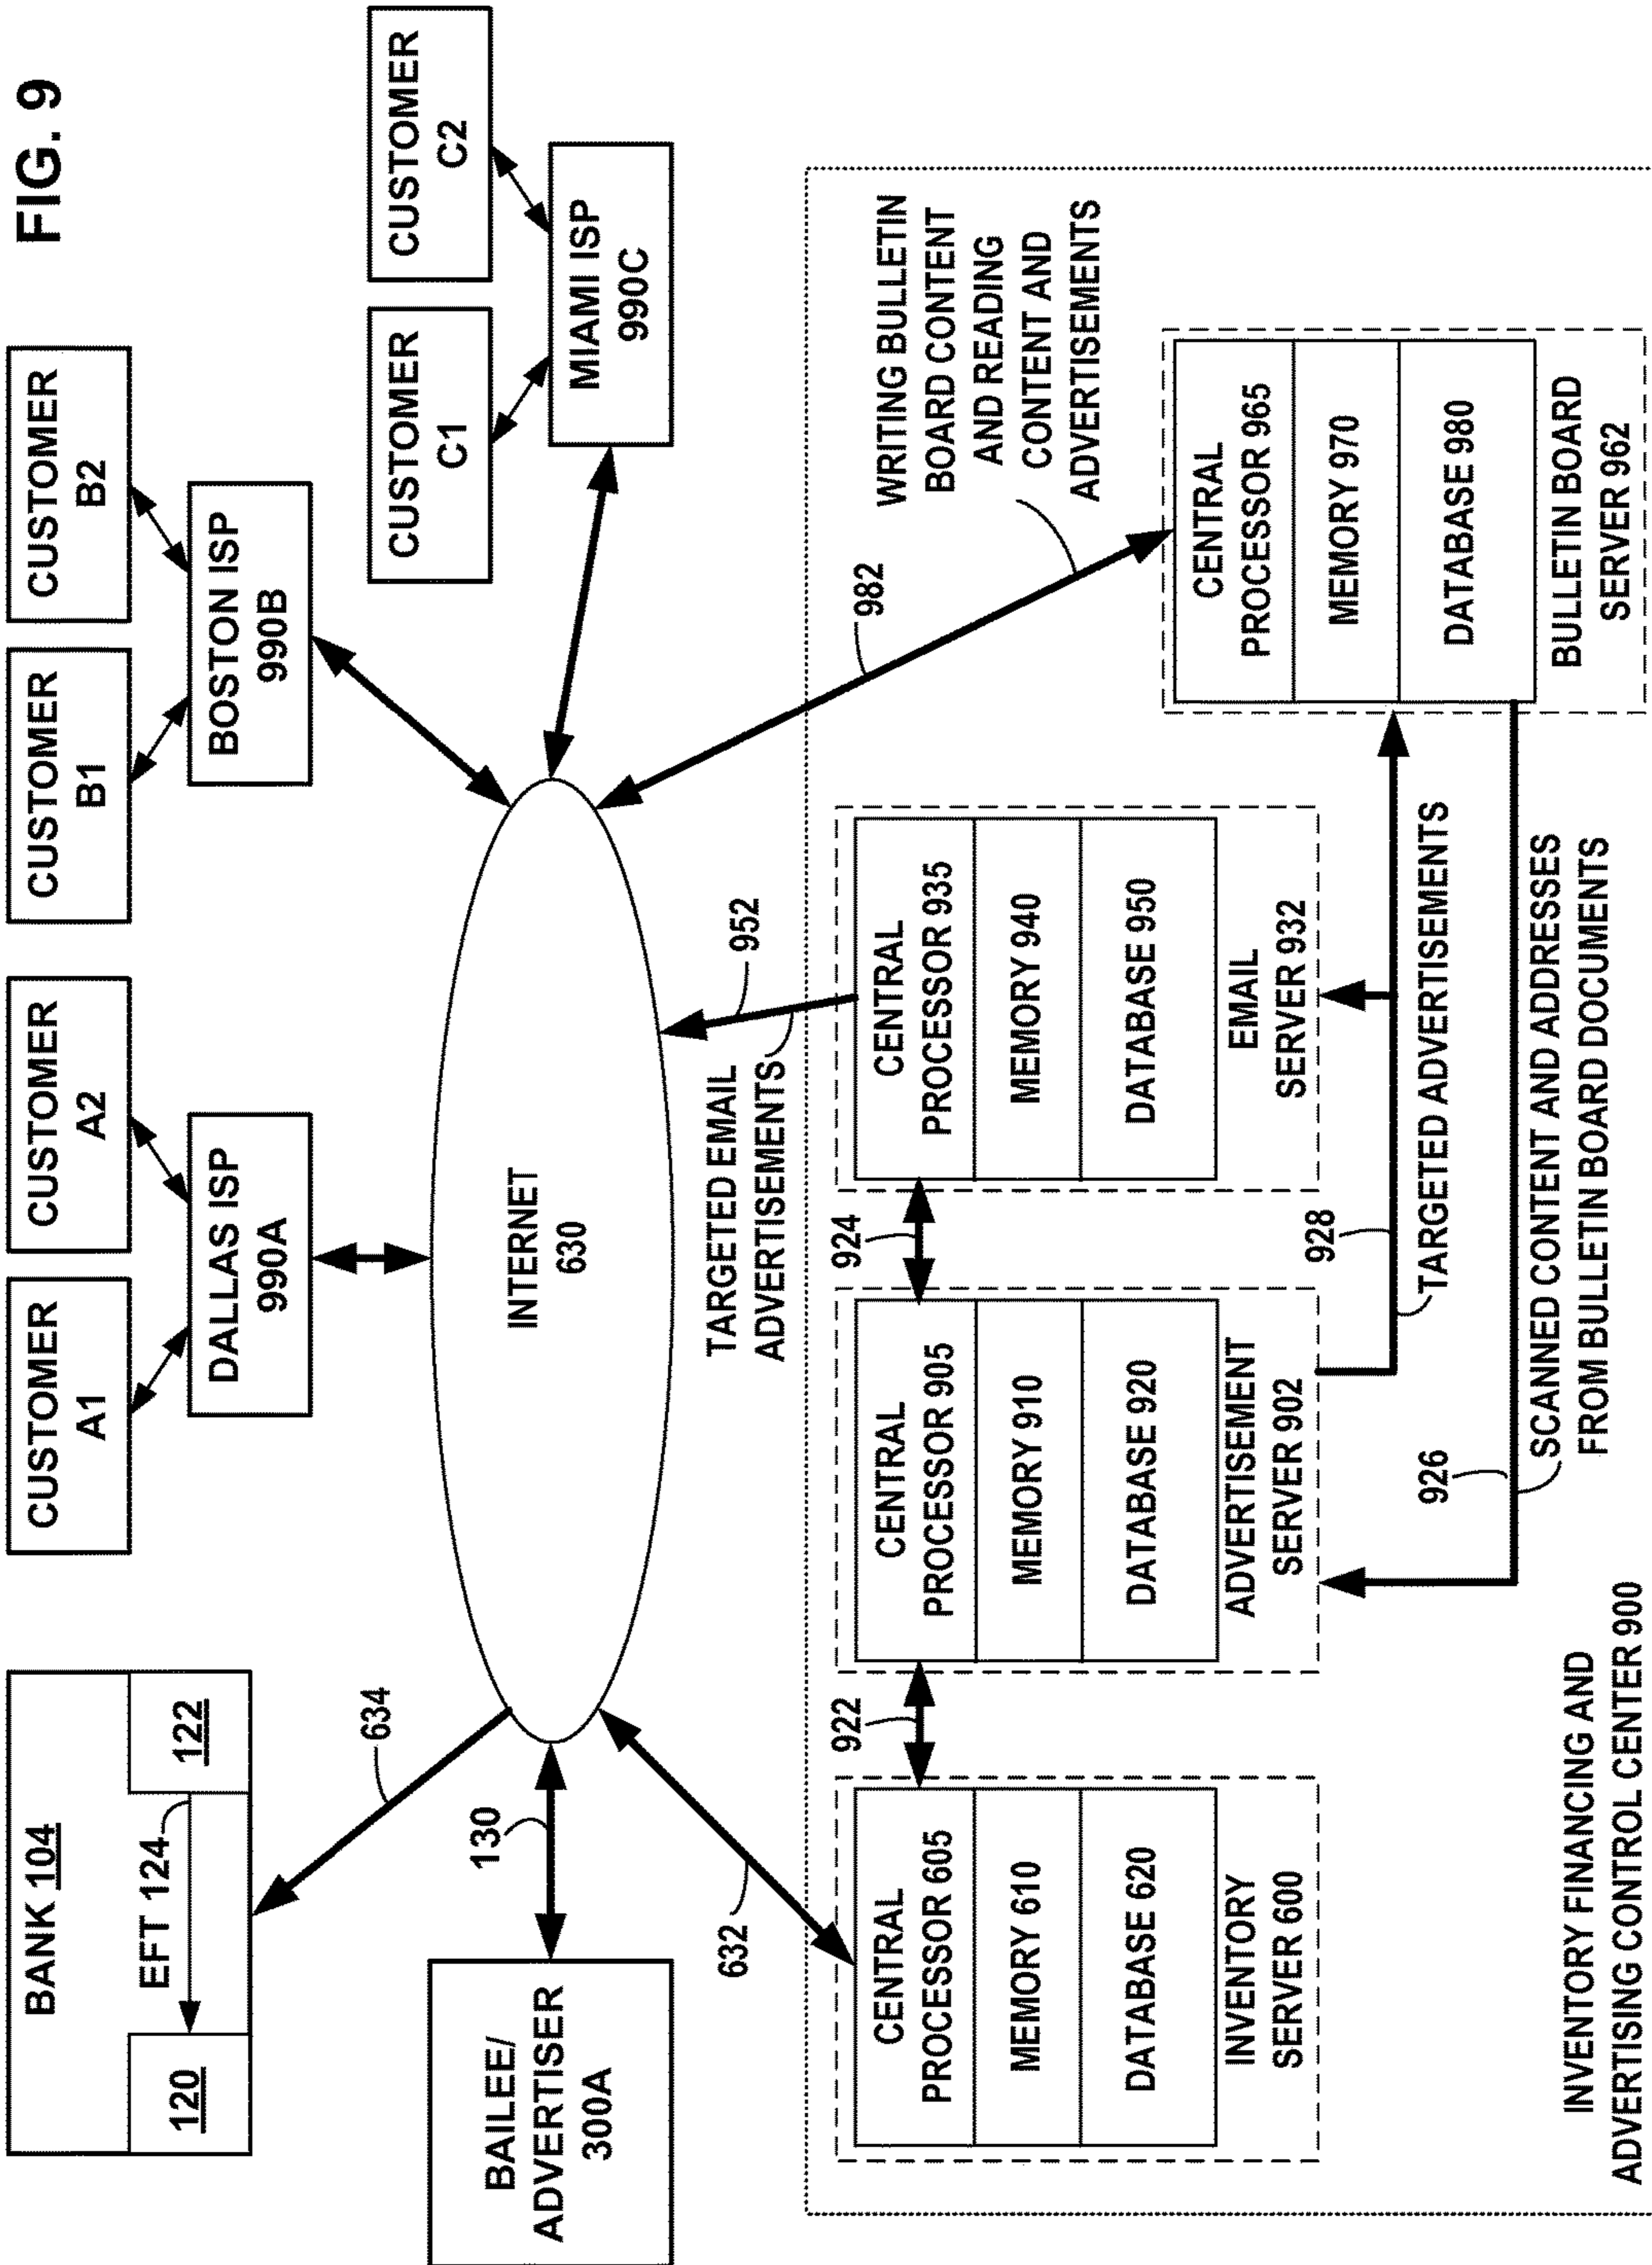 FIG. 9
BANK 104
120
EFT 124
122
634
CUSTOMER
A1
CUSTOMER
A2
DALLAS ISP
990A
CUSTOMER
B1
CUSTOMER
B2
BOSTON ISP
990B
CUSTOMER
C1
CUSTOMER
C2
MIAMI ISP
990C
BAILEE/
ADVERTISER
300A
130
632
INTERNET
630
TARGETED EMAIL
ADVERTISEMENTS
952
982
WRITING BULLETIN
BOARD CONTENT
AND READING
CONTENT AND
ADVERTISEMENTS
CENTRAL
PROCESSOR 605
MEMORY 610
DATABASE 620
INVENTORY
SERVER 600
922
CENTRAL
PROCESSOR 905
MEMORY 910
DATABASE 920
ADVERTISEMENT
SERVER 902
924
CENTRAL
PROCESSOR 935
MEMORY 940
DATABASE 950
EMAIL
SERVER 932
CENTRAL
PROCESSOR 965
MEMORY 970
DATABASE 980
BULLETIN BOARD
SERVER 962
928
TARGETED ADVERTISEMENTS
926
SCANNED CONTENT AND ADDRESSES
FROM BULLETIN BOARD DOCUMENTS
INVENTORY FINANCING AND
ADVERTISING CONTROL CENTER 900